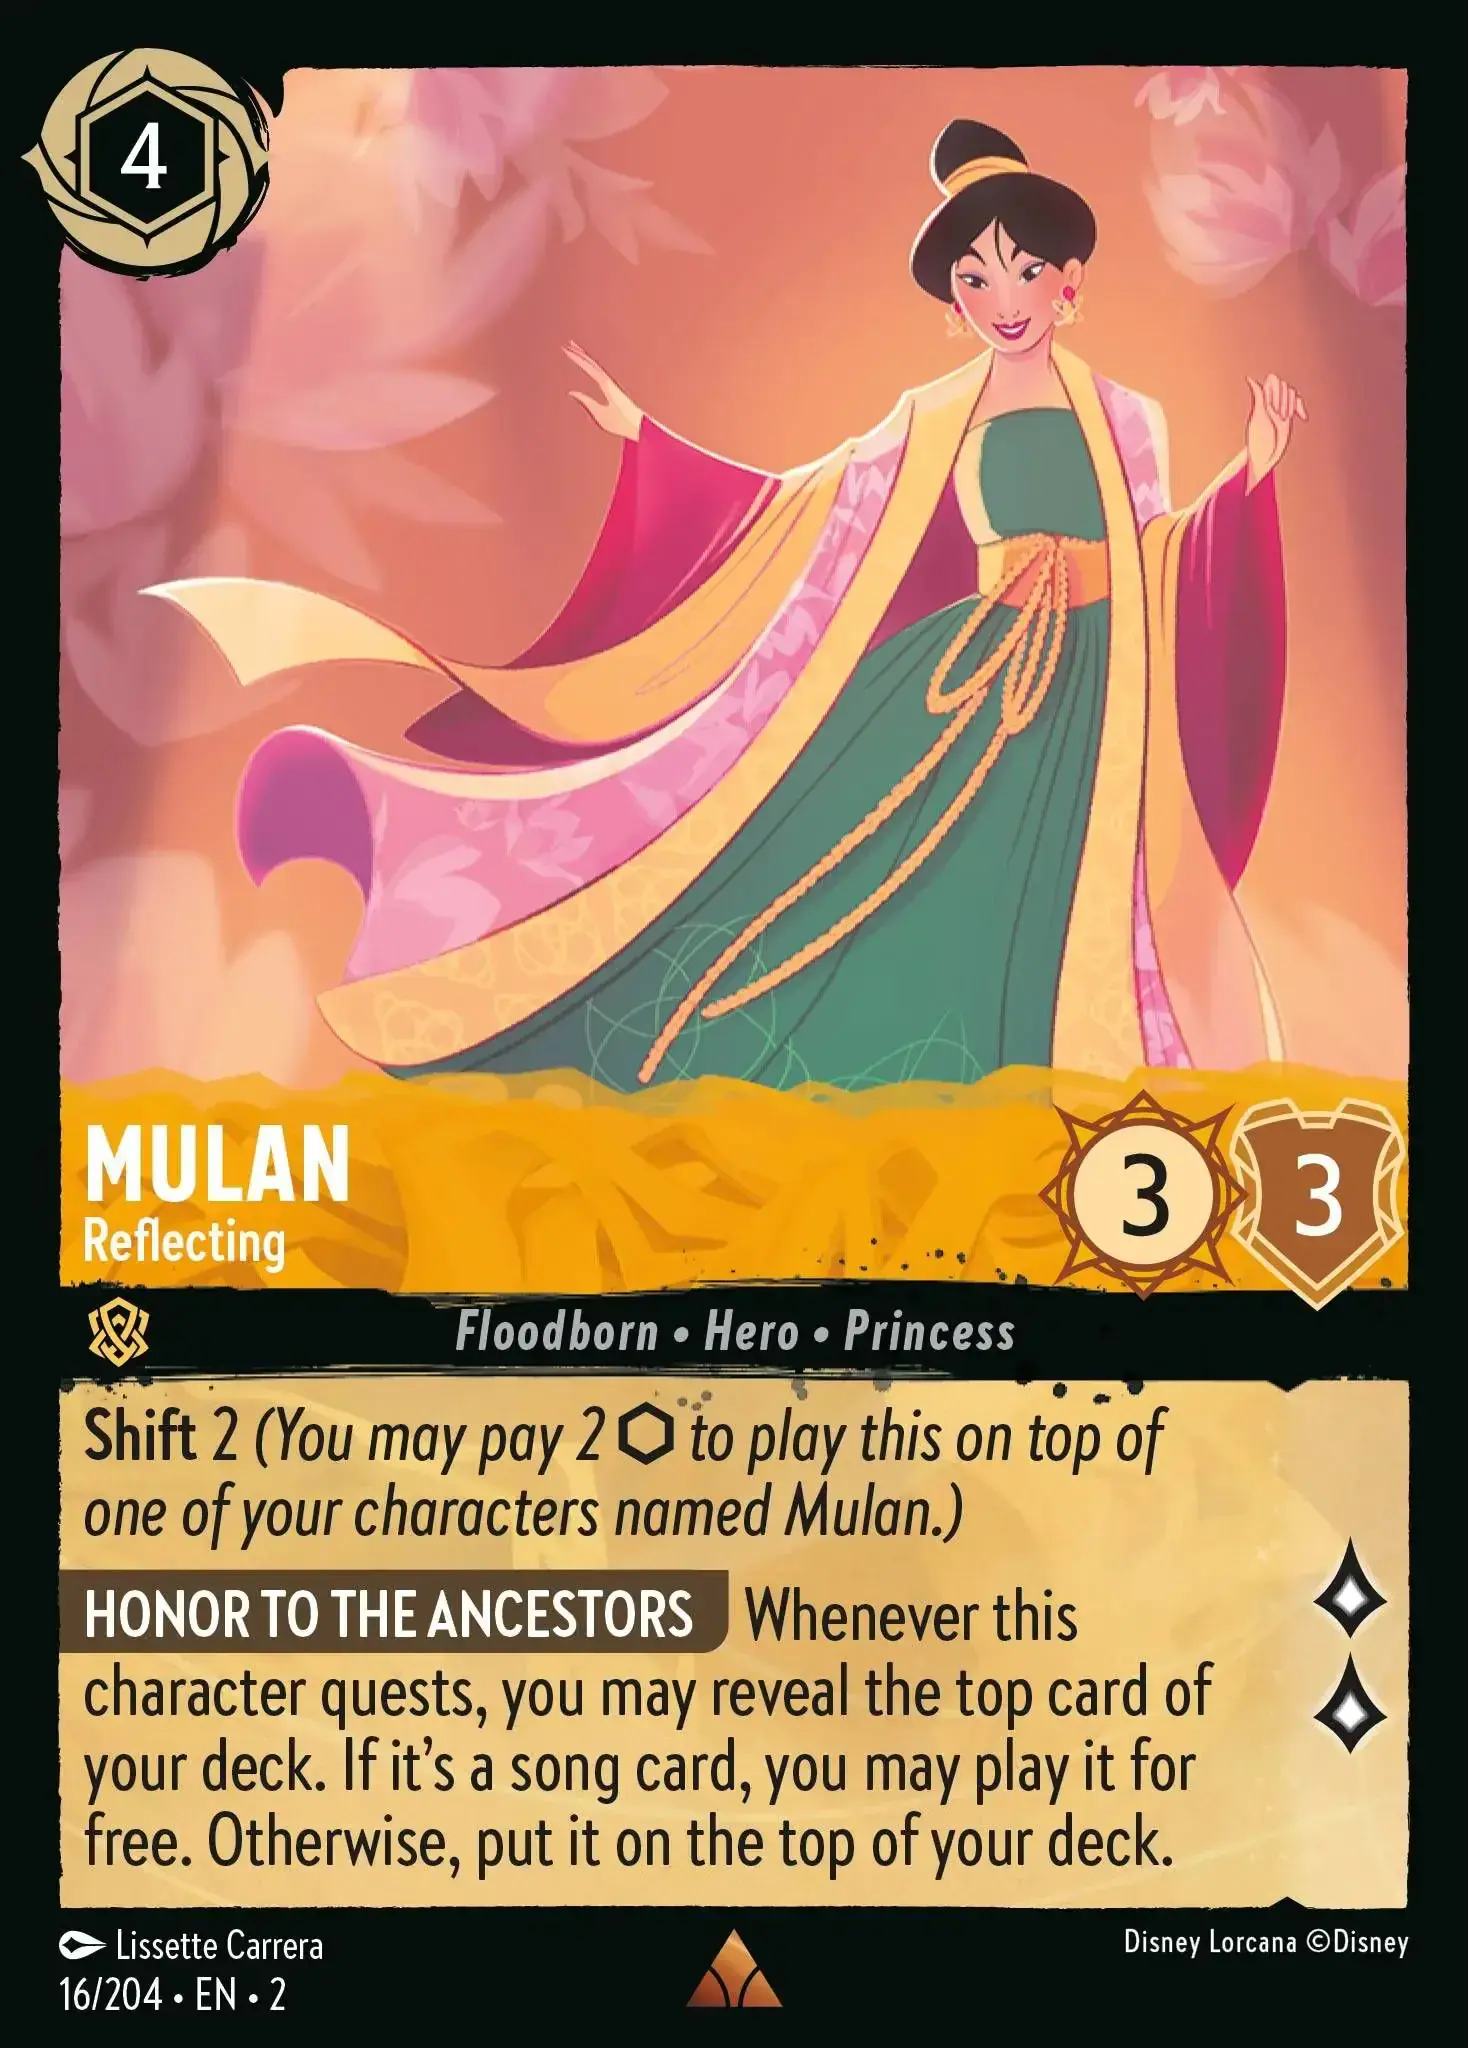 4
MULAN
Reflecting
3
3
Floodborn • Hero • Princess
Shift 2 (You may pay 2 ⬡ to play this on top of
one of your characters named Mulan.)
HONOR TO THE ANCESTORS Whenever this
character quests, you may reveal the top card of
your deck. If it’s a song card, you may play it for
free. Otherwise, put it on the top of your deck.
Lissette Carrera
Disney Lorcana ©Disney
16/204 • EN • 2